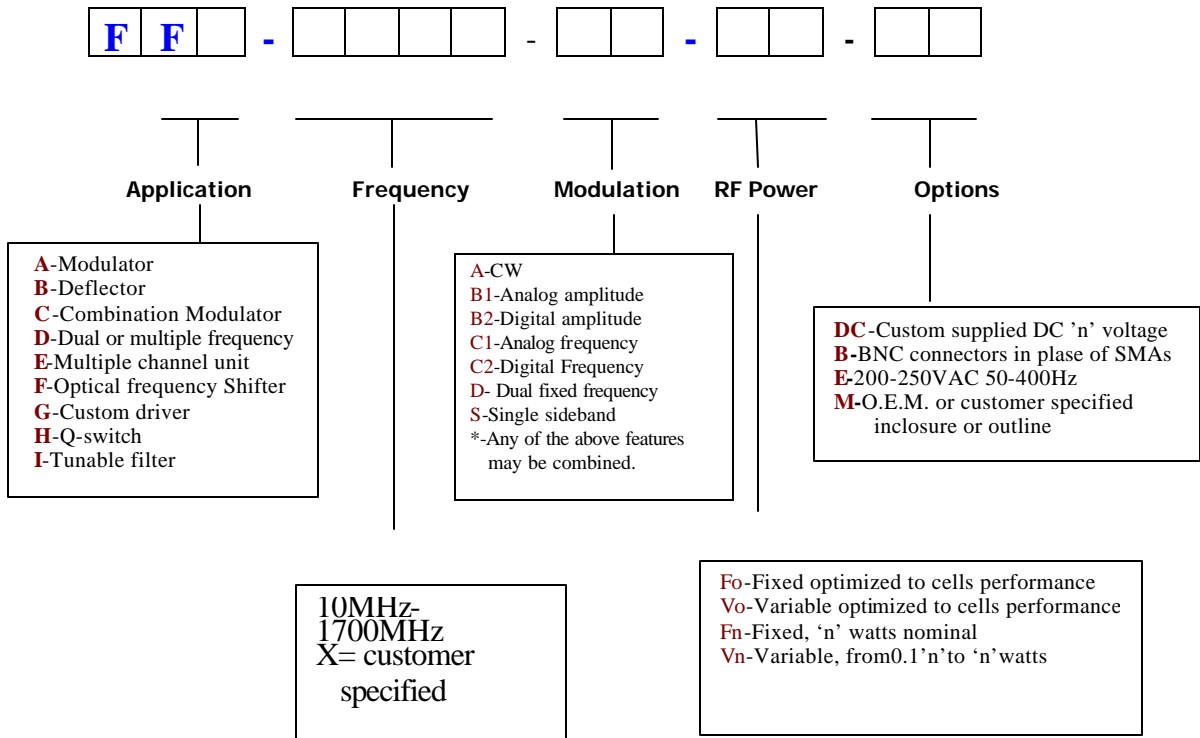 F F - - - -
Application Frequency Modulation RF Power Options
A-Modulator
B-Deflector
C-Combination Modulator
D-Dual or multiple frequency
E-Multiple channel unit
F-Optical frequency Shifter
G-Custom driver
H-Q-switch
I-Tunable filter
10MHz-
1700MHz
X= customer
specified
A-CW
B1-Analog amplitude
B2-Digital amplitude
C1-Analog frequency
C2-Digital Frequency
D- Dual fixed frequency
S-Single sideband
*-Any of the above features
may be combined.
Fo-Fixed optimized to cells performance
Vo-Variable optimized to cells performance
Fn-Fixed, ‘n’ watts nominal
Vn-Variable, from0.1’n’to ‘n’watts
DC-Custom supplied DC ’n’ voltage
B-BNC connectors in plase of SMAs
E-200-250VAC 50-400Hz
M-O.E.M. or customer specified
inclosure or outline